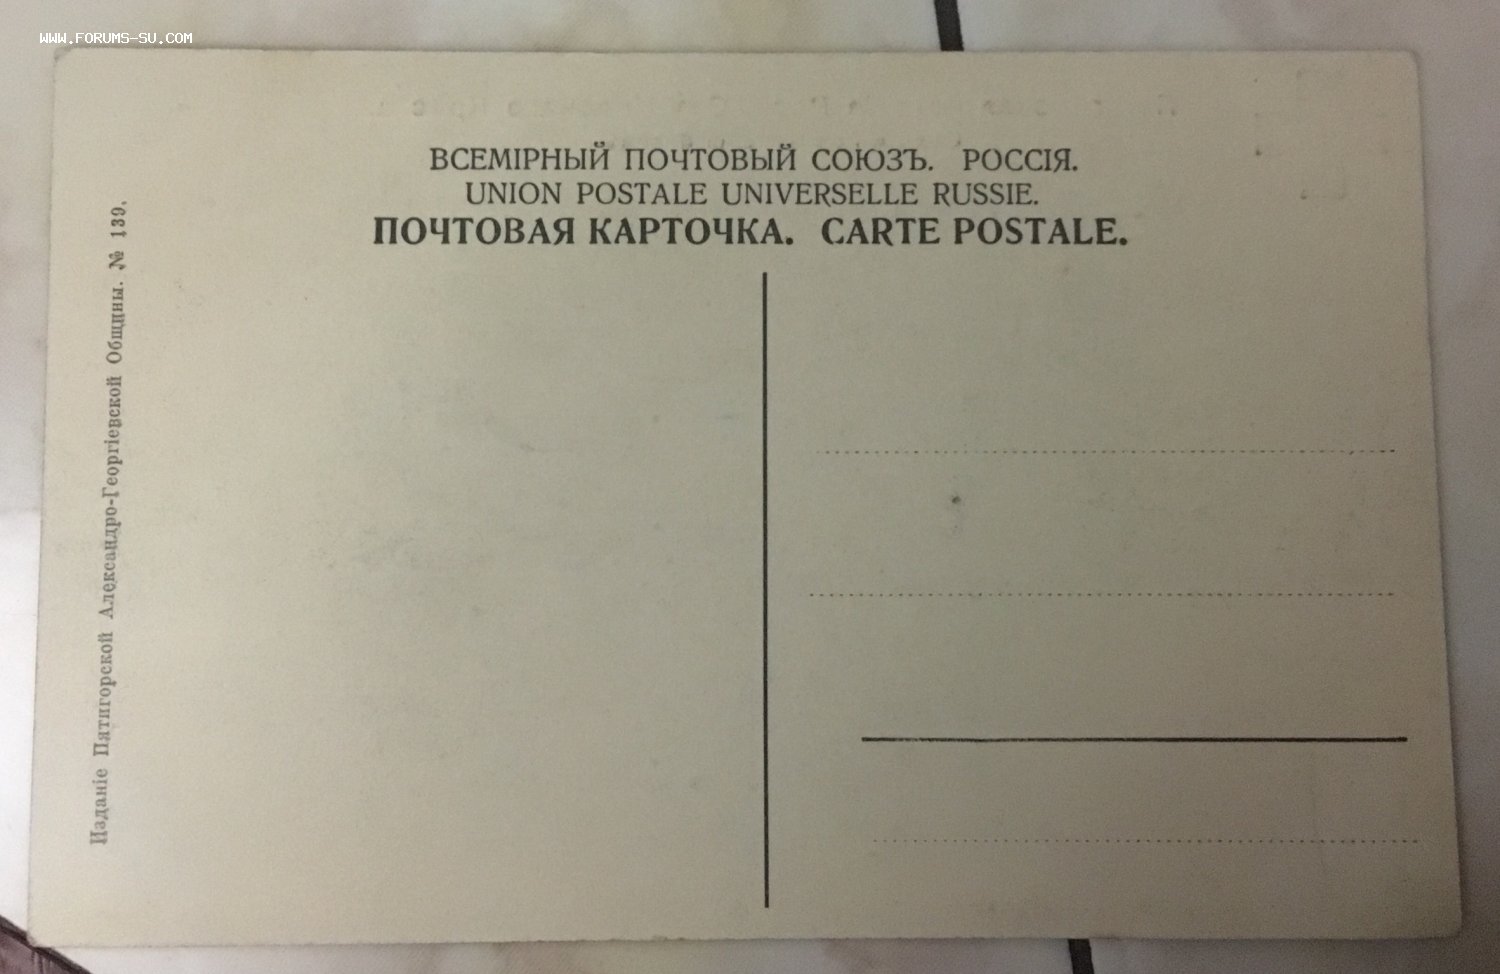 WWW.FORUMS-SU.COM
ВСЕМІРНЫЙ ПОЧТОВЫЙ СОЮЗЪ. РОССІЯ.
UNION POSTALE UNIVERSELLE RUSSIE.
ПОЧТОВАЯ КАРТОЧКА. CARTE POSTALE.
Изданіе Пятигорской Александро-Георгіевской Общины. № 139.